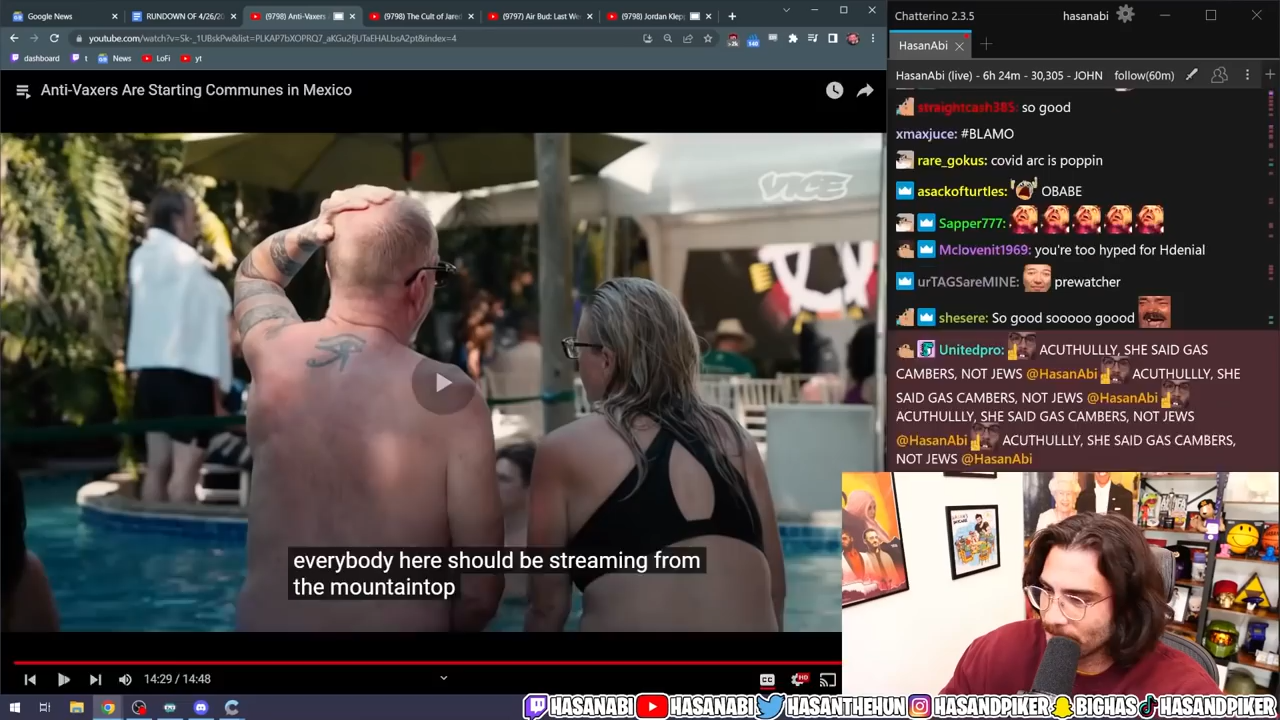 Google News
RUNDOWN OF 4/26/20
(9798) Anti-Vaxers
(9798) The Cult of Jared
(9797) Air Bud: Last Wo
(9798) Jordan Klepp
youtube.com/watch?v=Sk-_1UBskPw&list=PLKAP7bXOPRQ7_aKGu2fjUTaEHALbsA2pt&index=4
dashboard
t
News
LoFi
yt
Anti-Vaxers Are Starting Communes in Mexico
VICE
everybody here should be streaming from
the mountaintop
14:29 / 14:48
CC
HD
Chatterino 2.3.5
hasanabi
HasanAbi
HasanAbi (live) - 6h 24m - 30,305 - JOHN
follow(60m)
straightcash385: so good
xmaxjuce: #BLAMO
rare_gokus: covid arc is poppin
asackofturtles: OBABE
Sapper777:
Mclovenit1969: you're too hyped for Hdenial
urTAGSareMINE: prewatcher
shesere: So good sooooo goood
Unitedpro: ACUTHULLLY, SHE SAID GAS
CAMBERS, NOT JEWS @HasanAbi ACUTHULLLY, SHE
SAID GAS CAMBERS, NOT JEWS @HasanAbi
ACUTHULLLY, SHE SAID GAS CAMBERS, NOT JEWS
@HasanAbi ACUTHULLLY, SHE SAID GAS CAMBERS,
NOT JEWS @HasanAbi
HASANABI HASANABI HASANTHEHUN HASANDPIKER BIGHAS HASANDPIKER